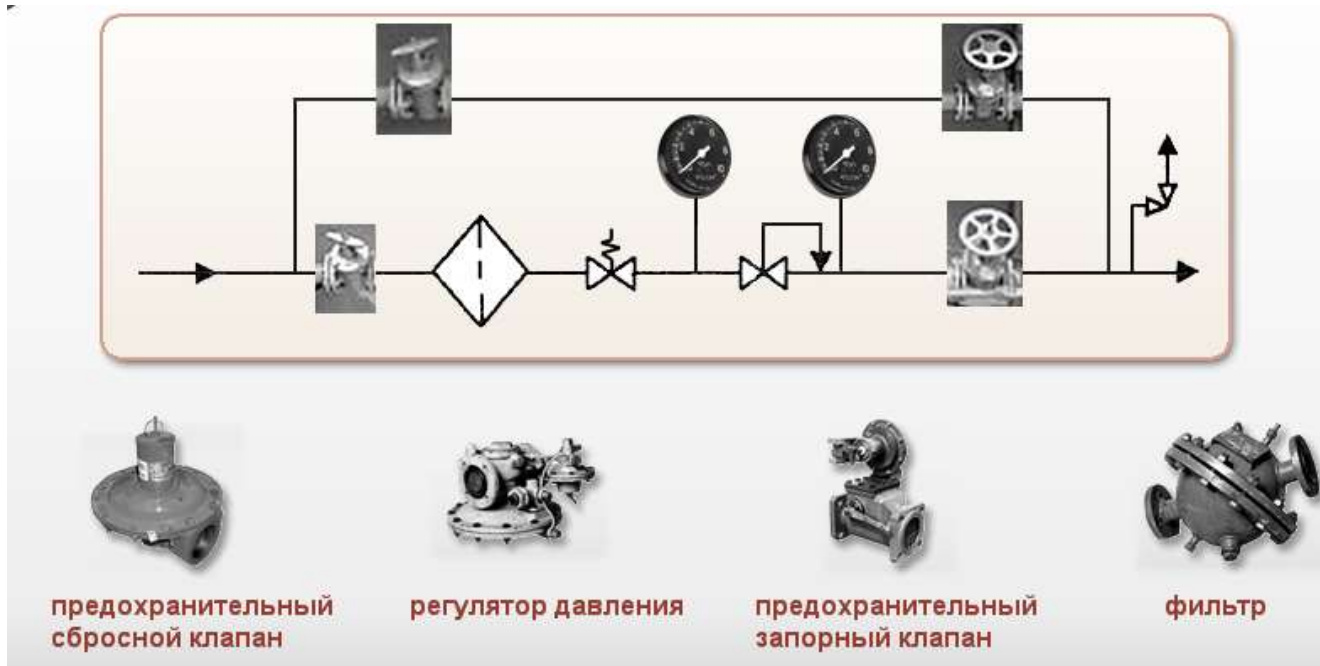 предохранительный
сбросной клапан
регулятор давления
предохранительный
запорный клапан
фильтр